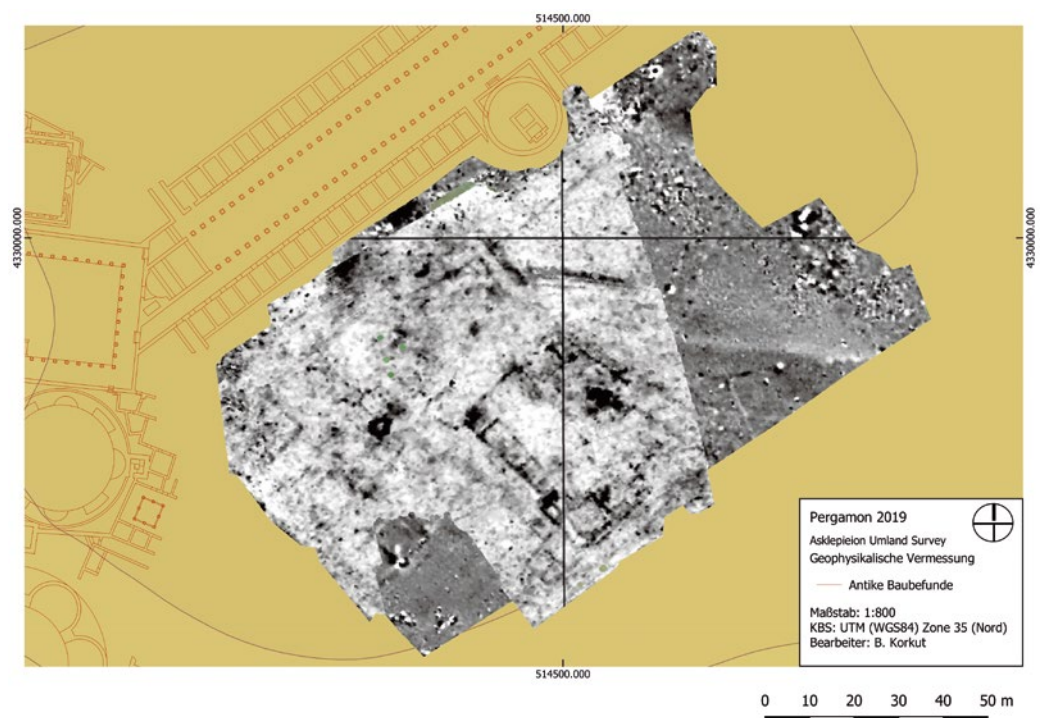 514500.000
4330000.000
4330000.000
Pergamon 2019
Asklepieion Umland Survey
Geophysikalische Vermessung
Antike Baubefunde
Maßstab: 1:800
KBS: UTM (WGS84) Zone 35 (Nord)
Bearbeiter: B. Korkut
514500.000
0 10 20 30 40 50 m